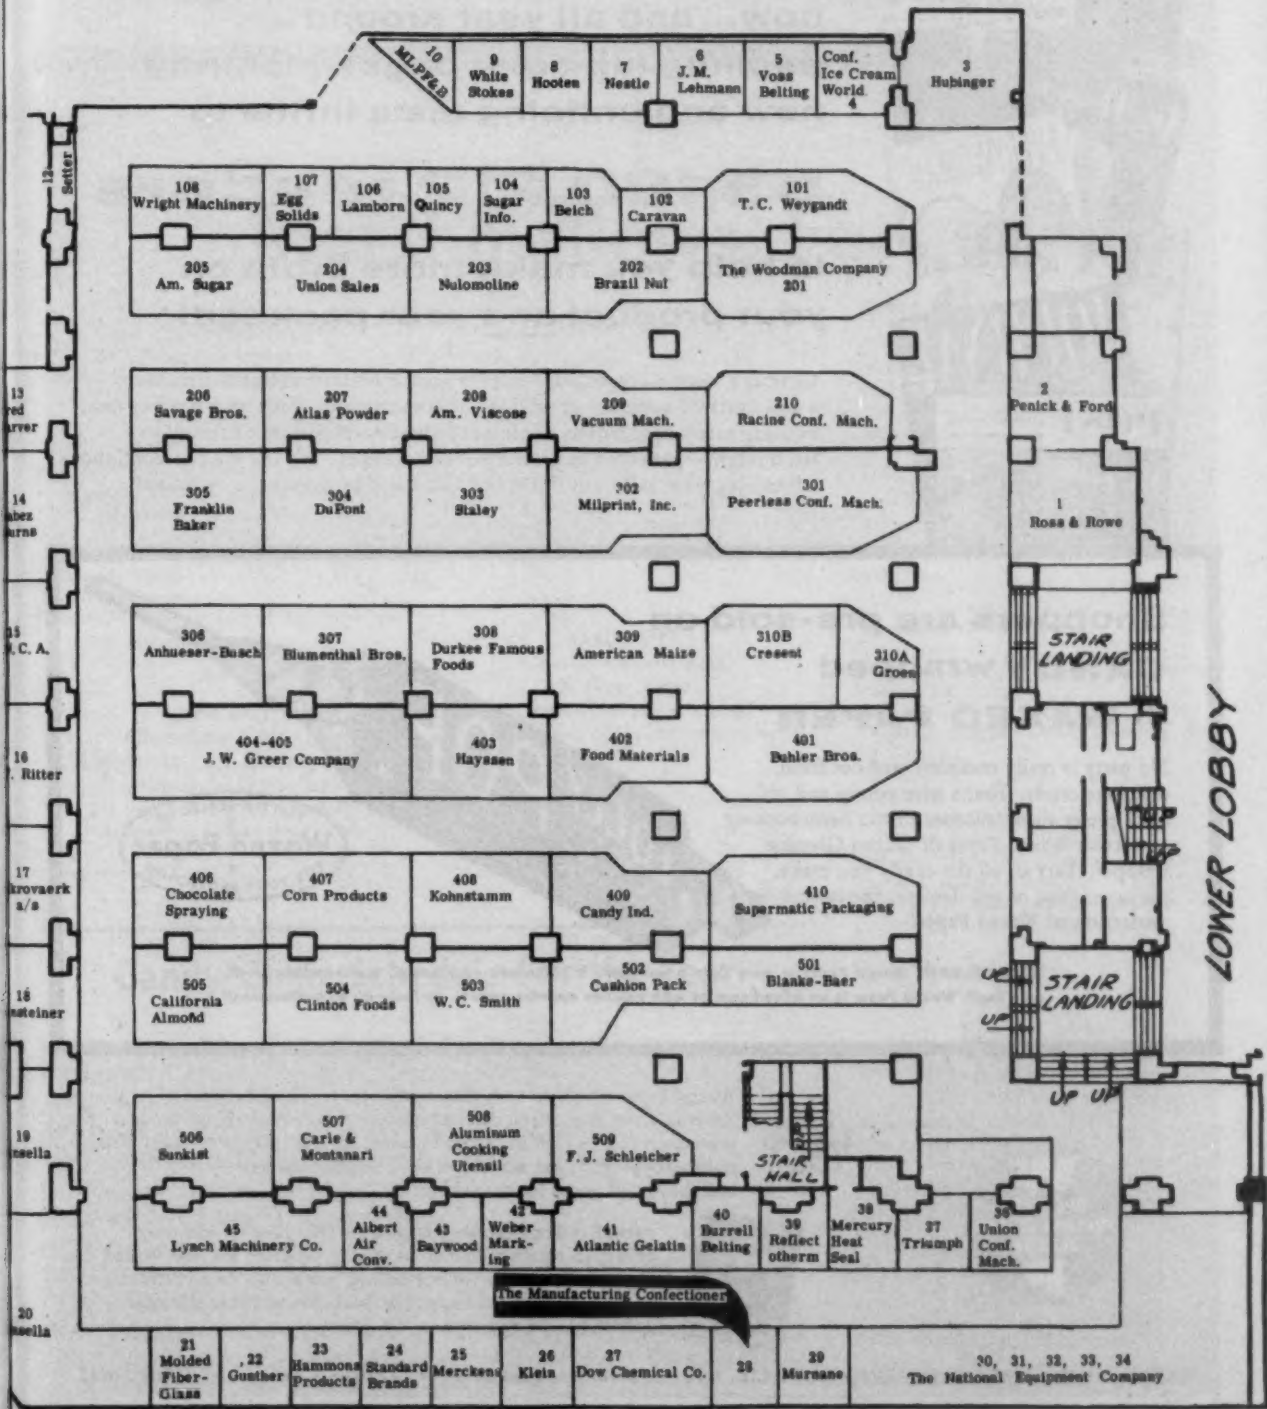 10
MLPF&B
9
White
Stokes
8
Hooten
7
Nestle
6
J. M.
Lehmann
5
Voss
Belting
Conf.
Ice Cream
World
4
3
Hubinger
12
Setter
108
Wright Machinery
107
Egg
Solids
106
Lamborn
105
Quincy
104
Sugar
Info.
103
Beich
102
Caravan
101
T. C. Weygandt
205
Am. Sugar
204
Union Sales
203
Nulomoline
202
Brazil Nut
The Woodman Company
201
13
14
15
16
Ritter
17
a/s
18
19
20
206
Savage Bros.
207
Atlas Powder
208
Am. Viscose
209
Vacuum Mach.
210
Racine Conf. Mach.
305
Franklin
Baker
304
DuPont
303
Staley
302
Milprint, Inc.
301
Peerless Conf. Mach.
2
Penick & Ford
1
Ross & Rowe
306
Anhueser-Busch
307
Blumenthal Bros.
308
Durkee Famous
Foods
309
American Maize
310B
Cresent
310A
Groen
404-405
J. W. Greer Company
403
Hayssen
402
Food Materials
401
Buhler Bros.
STAIR
LANDING
LOWER LOBBY
406
Chocolate
Spraying
407
Corn Products
408
Kohnstamm
409
Candy Ind.
410
Supermatic Packaging
505
California
Almond
504
Clinton Foods
503
W. C. Smith
502
Cushion Pack
501
Blanke-Baer
UP
UP
STAIR
LANDING
UP UP
506
Sunkist
507
Carle &
Montanari
508
Aluminum
Cooking
Utensil
509
F. J. Schleicher
STAIR
HALL
45
Lynch Machinery Co.
44
Albert
Air
Conv.
43
Baywood
42
Weber
Mark-
ing
41
Atlantic Gelatin
40
Burrell
Belting
39
Reflect
otherm
38
Mercury
Heat
Seal
37
Triumph
36
Union
Conf.
Mach.
The Manufacturing Confectioner
21
Molded
Fiber-
Glass
22
Gunther
23
Hammons
Products
24
Standard
Brands
25
Merckens
26
Klein
27
Dow Chemical Co.
28
29
Murnane
30, 31, 32, 33, 34
The National Equipment Company